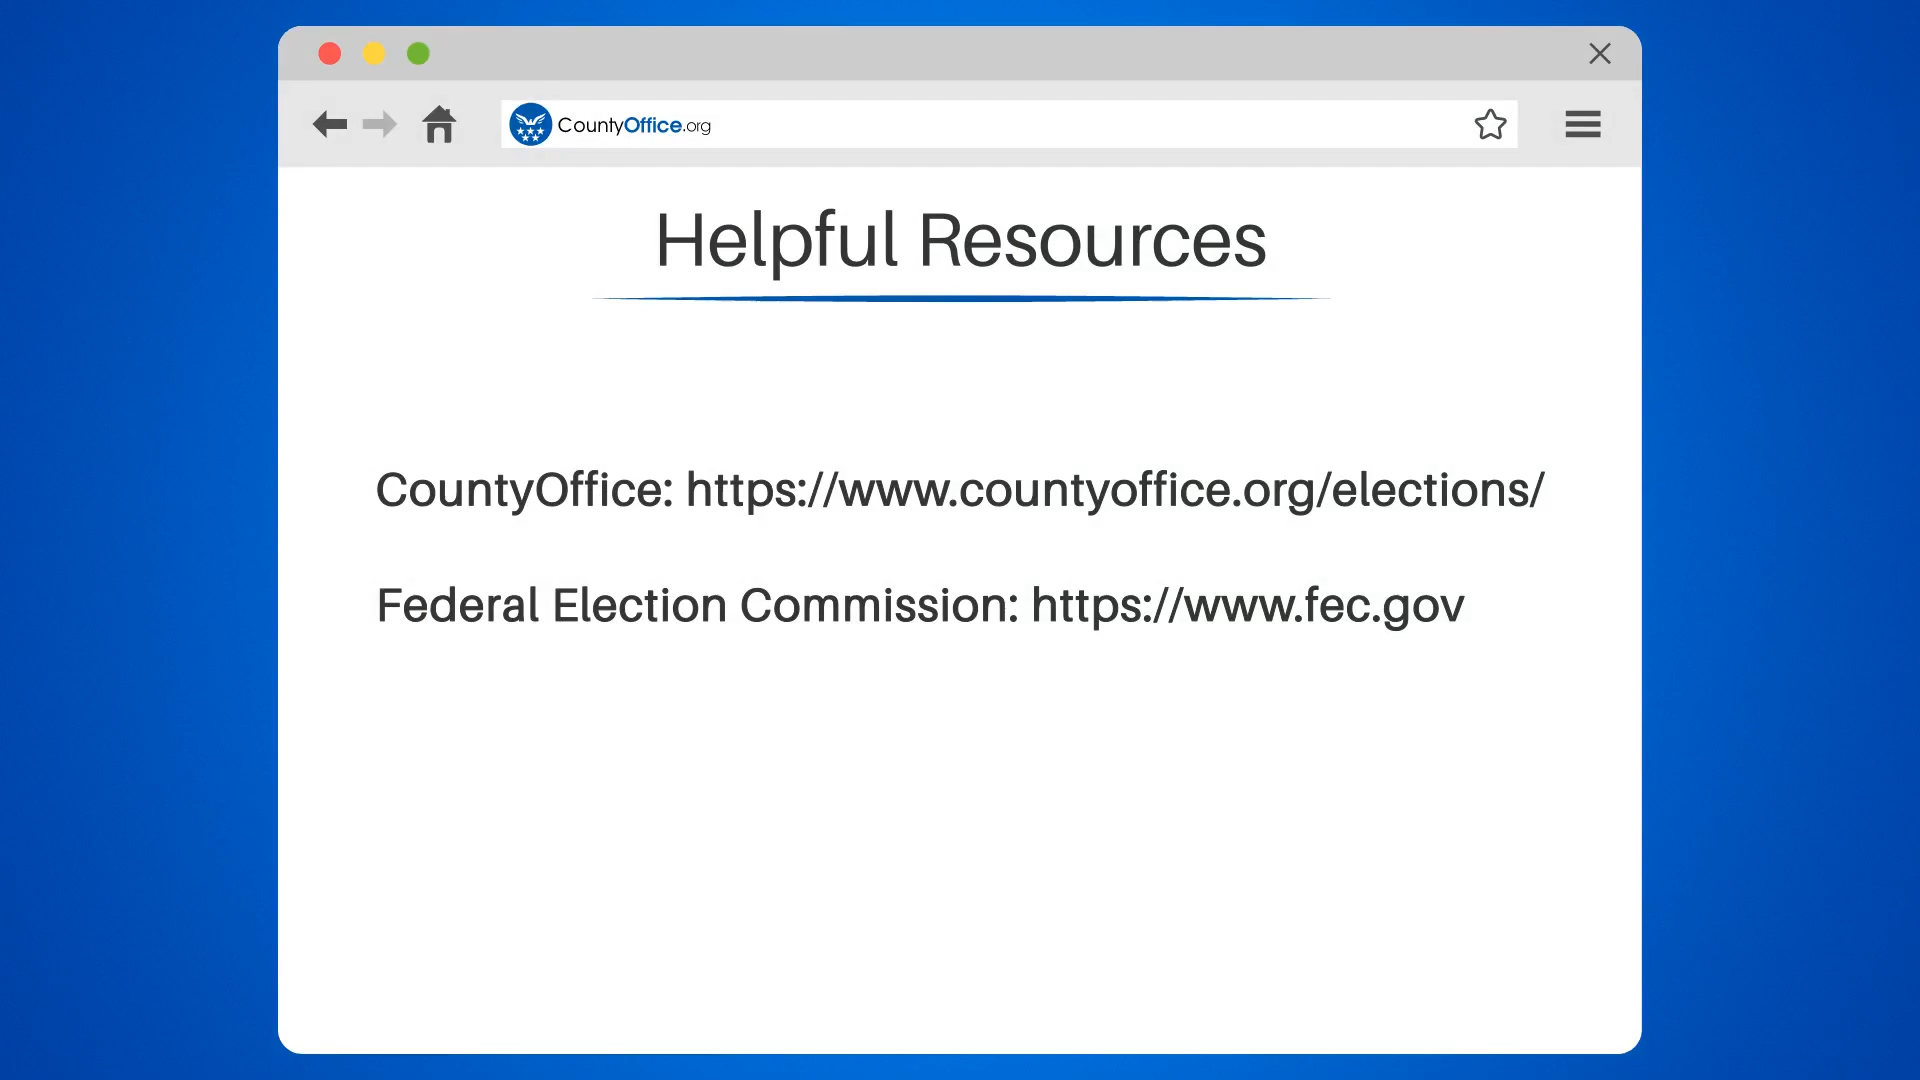 CountyOffice.org
Helpful Resources
CountyOffice: https://www.countyoffice.org/elections/
Federal Election Commission: https://www.fec.gov